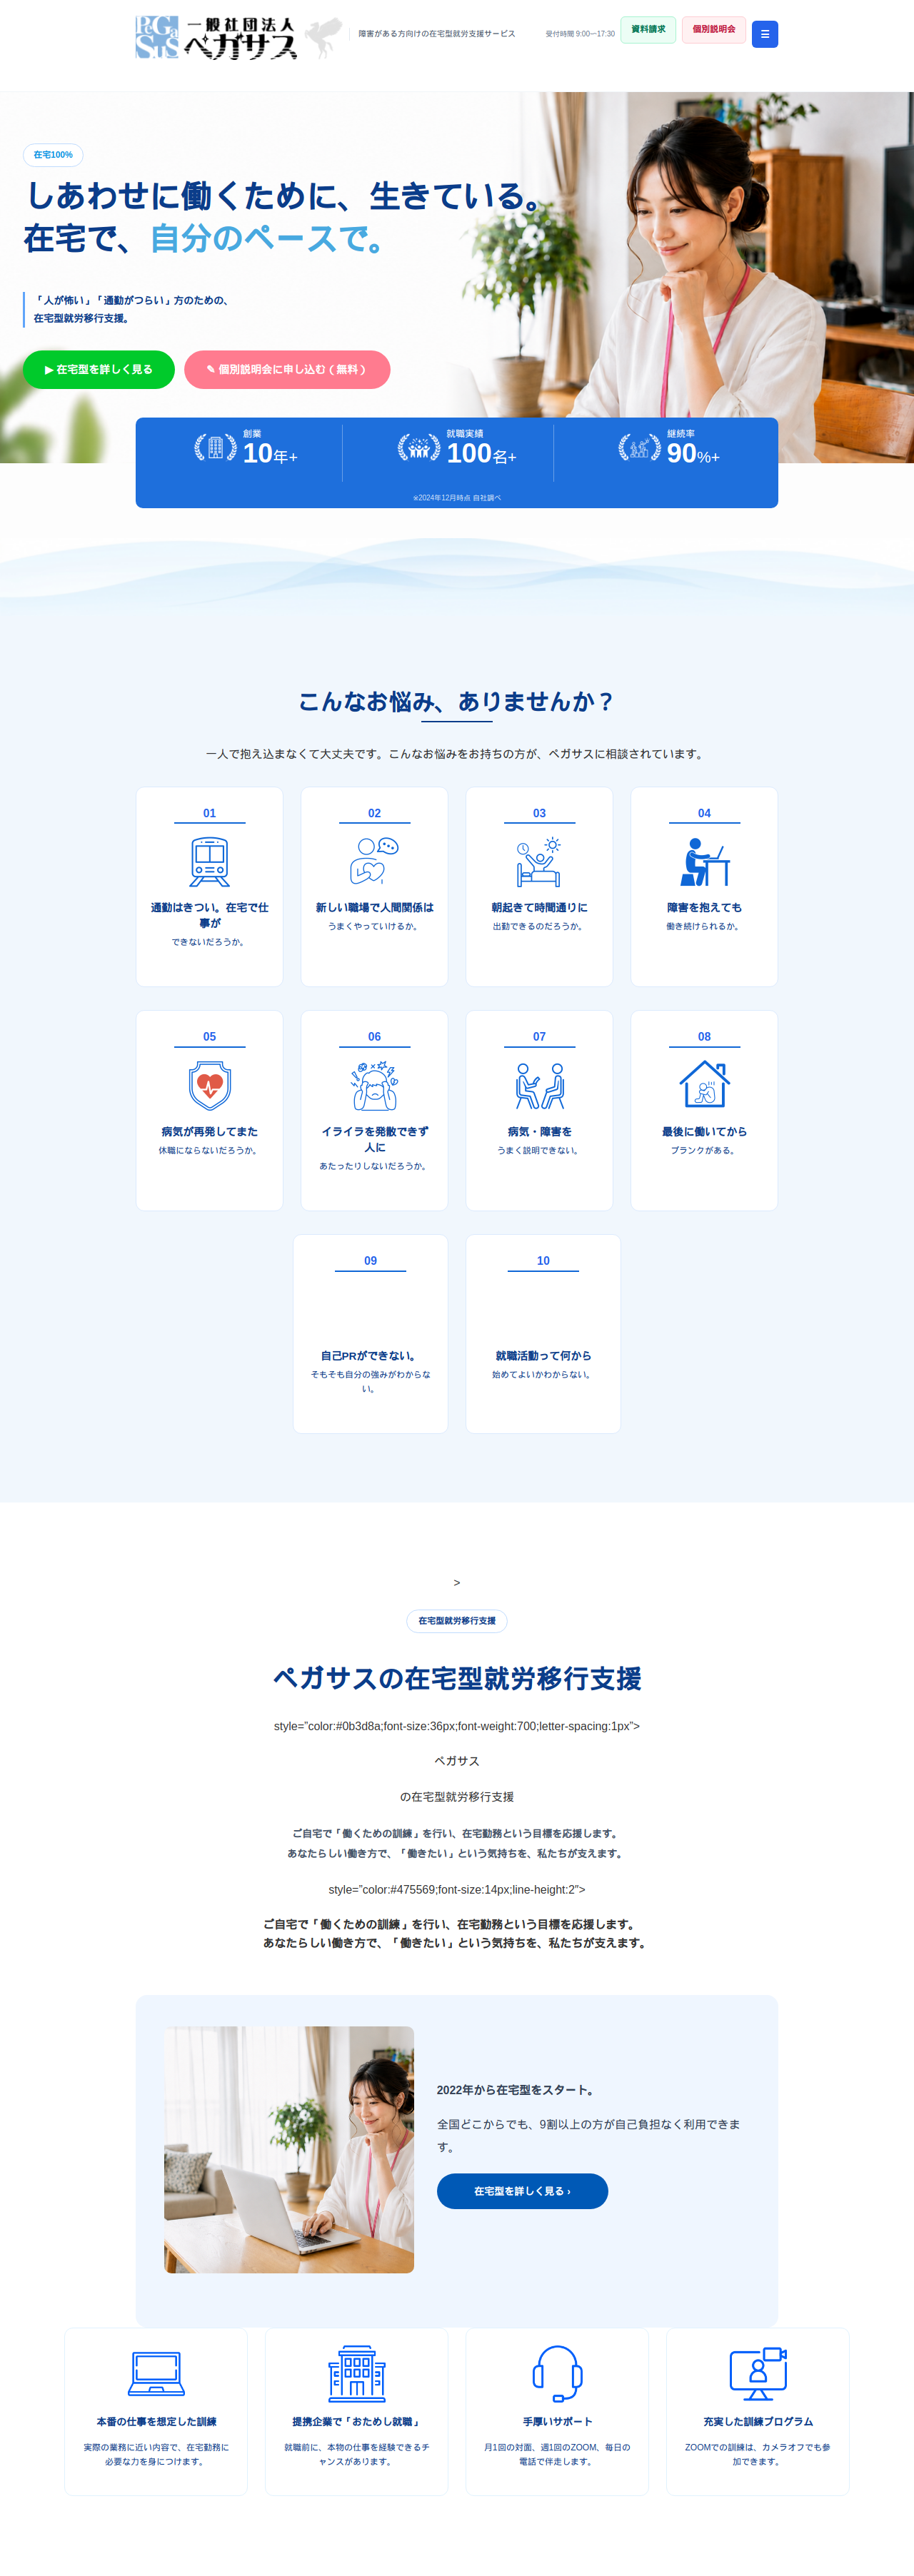 PeGaSuS
一般社団法人
ペガサス
障害がある方向けの在宅型就労支援サービス
受付時間 9:00ー17:30
資料請求
個別説明会
☰
在宅100%
しあわせに働くために、生きている。
在宅で、自分のペースで。
「人が怖い」「通勤がつらい」方のための、
在宅型就労移行支援。
▶ 在宅型を詳しく見る
✎ 個別説明会に申し込む（無料）
創業
10年+
就職実績
100名+
継続率
90%+
※2024年12月時点 自社調べ
こんなお悩み、ありませんか？
一人で抱え込まなくて大丈夫です。こんなお悩みをお持ちの方が、ペガサスに相談されています。
01
通勤はきつい。在宅で仕
事が
できないだろうか。
02
新しい職場で人間関係は
うまくやっていけるか。
03
朝起きて時間通りに
出勤できるのだろうか。
04
障害を抱えても
働き続けられるか。
05
病気が再発してまた
休職にならないだろうか。
06
イライラを発散できず
人に
あたったりしないだろうか。
07
病気・障害を
うまく説明できない。
08
最後に働いてから
ブランクがある。
09
自己PRができない。
そもそも自分の強みがわからな
い。
10
就職活動って何から
始めてよいかわからない。
>
在宅型就労移行支援
ペガサスの在宅型就労移行支援
style=”color:#0b3d8a;font-size:36px;font-weight:700;letter-spacing:1px”>
ペガサス
の在宅型就労移行支援
ご自宅で「働くための訓練」を行い、在宅勤務という目標を応援します。
あなたらしい働き方で、「働きたい」という気持ちを、私たちが支えます。
style=”color:#475569;font-size:14px;line-height:2″>
ご自宅で「働くための訓練」を行い、在宅勤務という目標を応援します。
あなたらしい働き方で、「働きたい」という気持ちを、私たちが支えます。
2022年から在宅型をスタート。
全国どこからでも、9割以上の方が自己負担なく利用できま
す。
在宅型を詳しく見る ›
本番の仕事を想定した訓練
実際の業務に近い内容で、在宅勤務に
必要な力を身につけます。
提携企業で「おためし就職」
就職前に、本物の仕事を経験できるチ
ャンスがあります。
手厚いサポート
月1回の対面、週1回のZOOM、毎日の
電話で伴走します。
充実した訓練プログラム
ZOOMでの訓練は、カメラオフでも参
加できます。